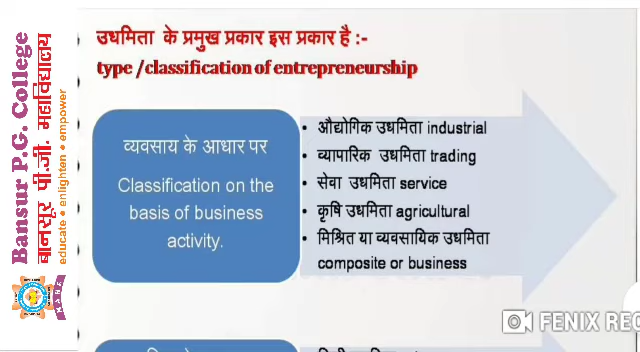 उधमिता के प्रमुख प्रकार इस प्रकार है :-
type /classification of entrepreneurship
व्यवसाय के आधार पर
Classification on the
basis of business
activity.
• औद्योगिक उधमिता industrial
• व्यापारिक उधमिता trading
• सेवा उधमिता service
• कृषि उधमिता agricultural
• मिश्रित या व्यवसायिक उधमिता
composite or business
Bansur P.G. College
बानसूर पी.जी. महाविद्यालय
educate • enlighten • empower
FENIX REC